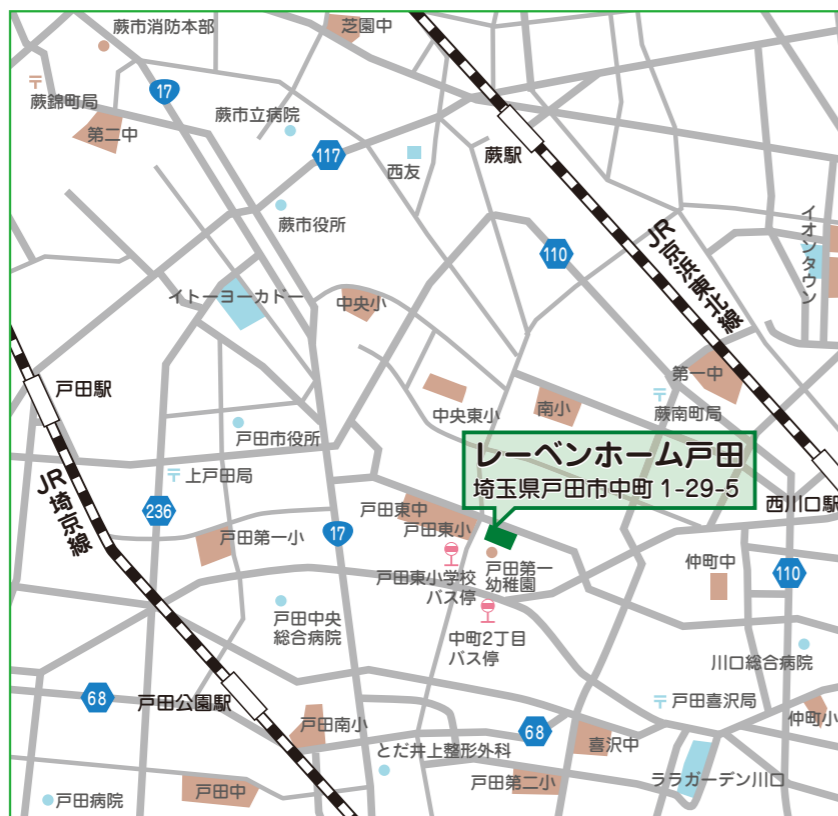 蕨市消防本部
芝園中
〒
蕨錦町局
17
第二中
蕨市立病院
117
西友
蕨駅
蕨市役所
110
JR京浜東北線
イオンタウン
イトーヨーカドー
中央小
戸田駅
第一中
〒
蕨南町局
中央東小
南小
戸田市役所
レーベンホーム戸田
埼玉県戸田市中町 1-29-5
〒上戸田局
JR埼京線
236
西川口駅
戸田東中
戸田東小
戸田第一小
17
戸田東小学校
バス停
戸田第一
幼稚園
仲町中
110
戸田中央
総合病院
中町2丁目
バス停
川口総合病院
68
戸田公園駅
〒戸田喜沢局
戸田南小
68
喜沢中
仲町小
とだ井上整形外科
戸田病院
戸田中
戸田第二小
ララガーデン川口